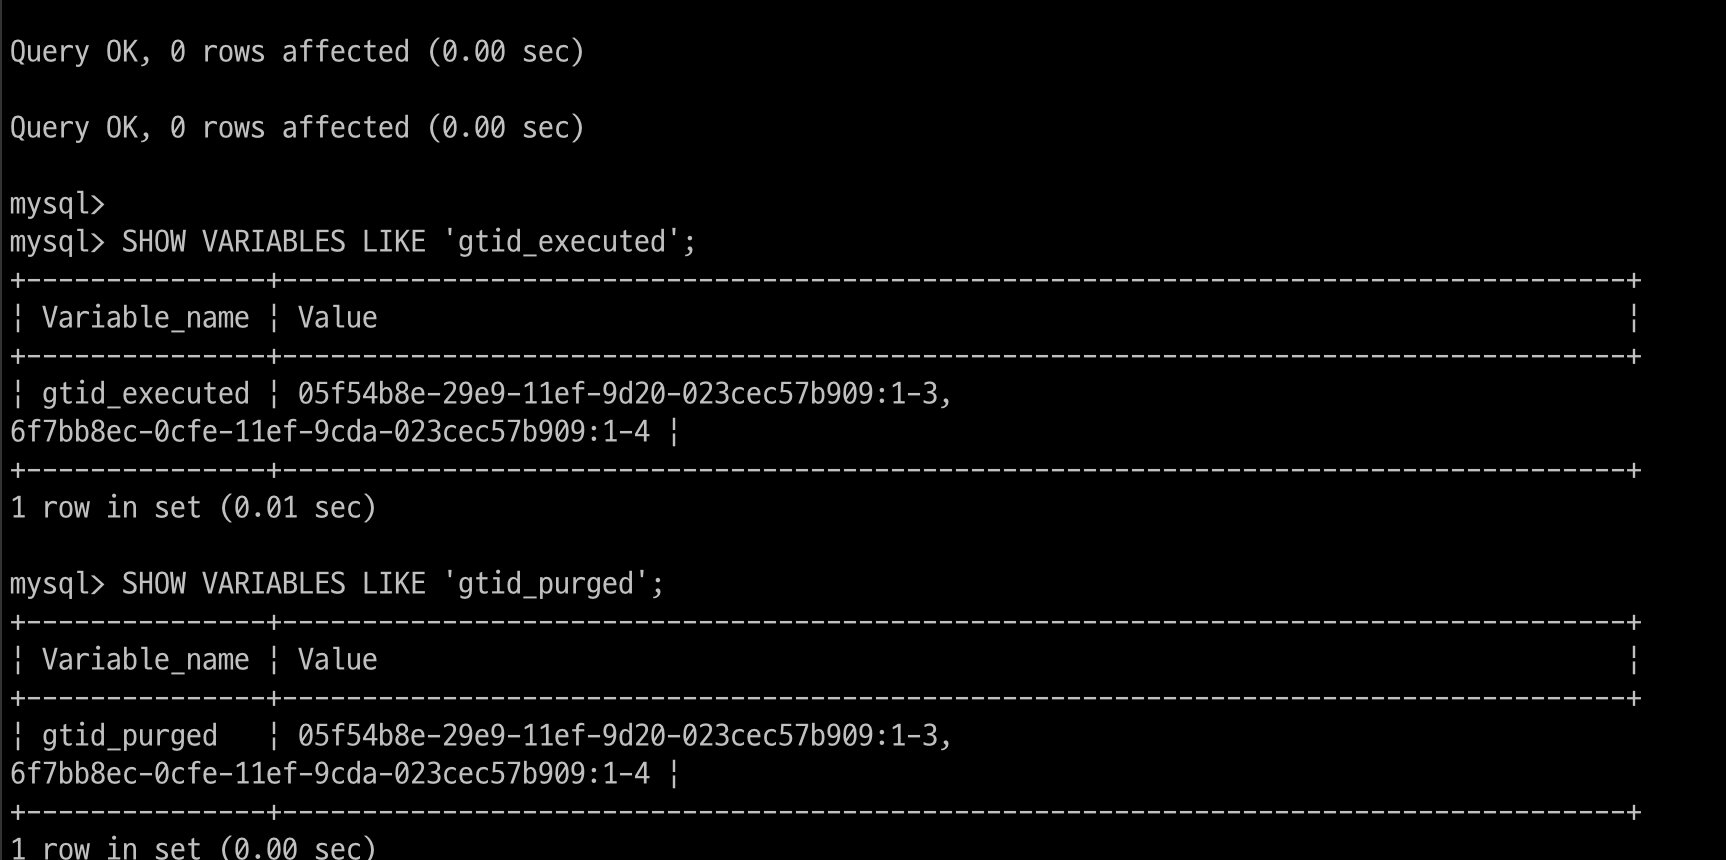 Query OK, 0 rows affected (0.00 sec)
Query OK, 0 rows affected (0.00 sec)
mysql>
mysql> SHOW VARIABLES LIKE 'gtid_executed';
+---------------+------------------------------------------------------------------------------------+
¦ Variable_name ¦ Value                                                                              ¦
+---------------+------------------------------------------------------------------------------------+
¦ gtid_executed ¦ 05f54b8e-29e9-11ef-9d20-023cec57b909:1-3,
6f7bb8ec-0cfe-11ef-9cda-023cec57b909:1-4 ¦
+---------------+------------------------------------------------------------------------------------+
1 row in set (0.01 sec)
mysql> SHOW VARIABLES LIKE 'gtid_purged';
+---------------+------------------------------------------------------------------------------------+
¦ Variable_name ¦ Value                                                                              ¦
+---------------+------------------------------------------------------------------------------------+
¦ gtid_purged   ¦ 05f54b8e-29e9-11ef-9d20-023cec57b909:1-3,
6f7bb8ec-0cfe-11ef-9cda-023cec57b909:1-4 ¦
+---------------+------------------------------------------------------------------------------------+
1 row in set (0.00 sec)